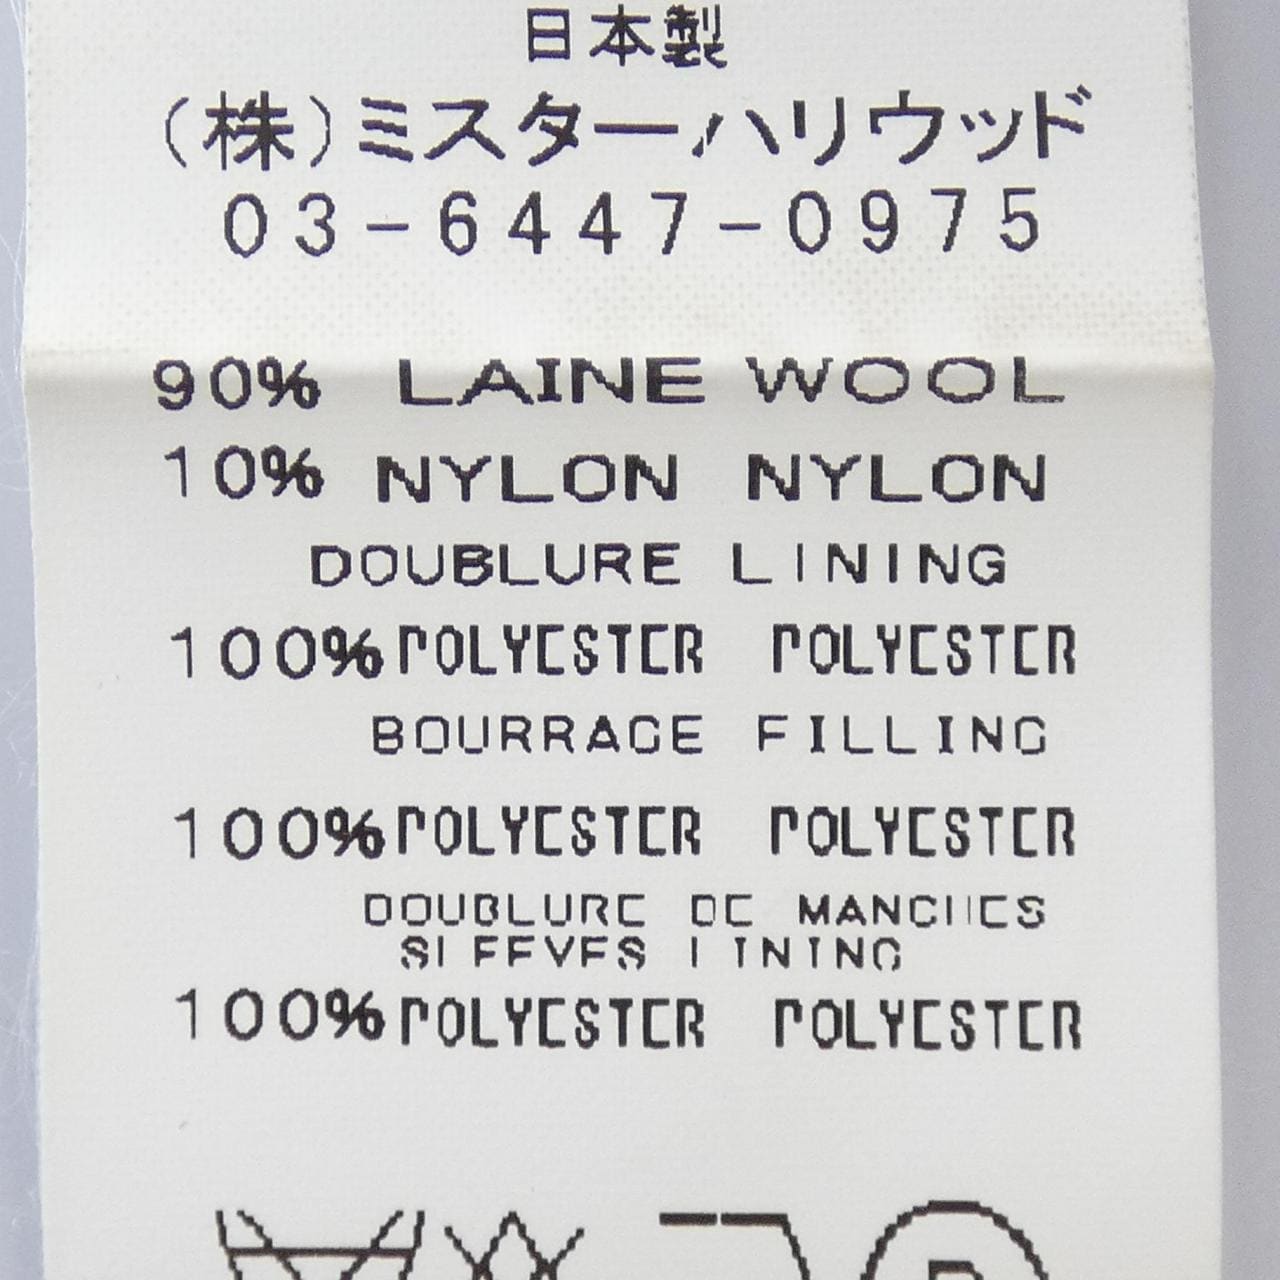 日本製
（株）ミスターハリウッド
03-6447-0975
90% LAINE WOOL
10% NYLON NYLON
DOUBLURE LINING
100% POLYESTER POLYESTER
BOURRAGE FILLING
100% POLYESTER POLYESTER
DOUBLURE DE MANCHES
SLEEVES LINING
100% POLYESTER POLYESTER